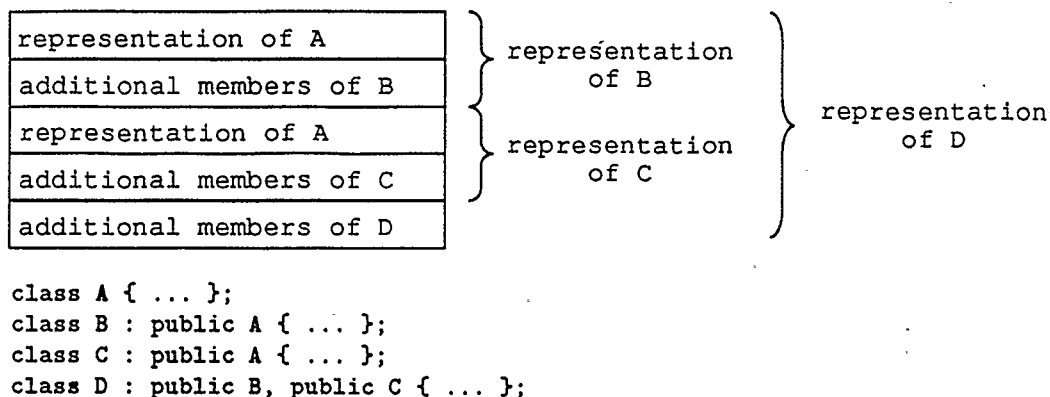 representation of A
additional members of B
representation of A
additional members of C
additional members of D
representation
of B
representation
of C
representation
of D
class A { ... };
class B : public A { ... };
class C : public A { ... };
class D : public B, public C { ... };